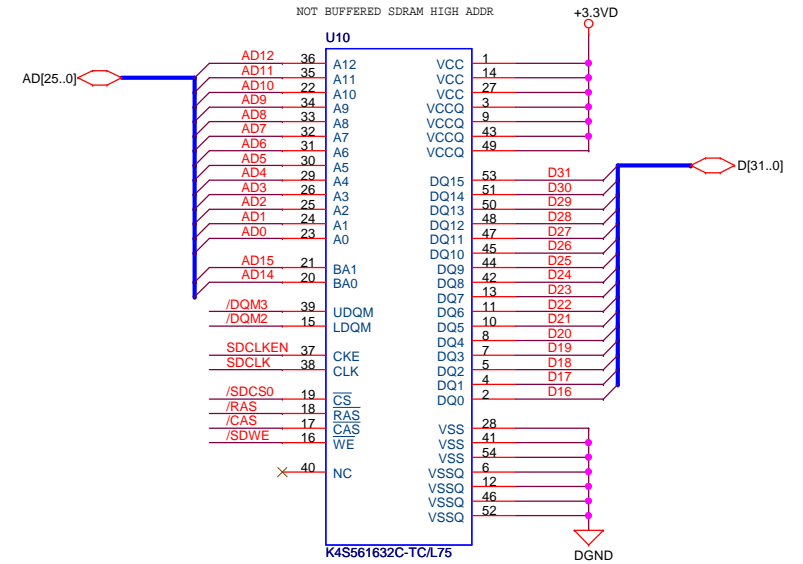 NOT BUFFERED SDRAM HIGH ADDR
+3.3VD
U10
AD[25..0]
D[31..0]
AD12 36 A12
AD11 35 A11
AD10 22 A10
AD9 34 A9
AD8 33 A8
AD7 32 A7
AD6 31 A6
AD5 30 A5
AD4 29 A4
AD3 26 A3
AD2 25 A2
AD1 24 A1
AD0 23 A0
AD15 21 BA1
AD14 20 BA0
/DQM3 39 UDQM
/DQM2 15 LDQM
SDCLKEN 37 CKE
SDCLK 38 CLK
/SDCS0 19 CS
/RAS 18 RAS
/CAS 17 CAS
/SDWE 16 WE
40 NC
VCC 1
VCC 14
VCC 27
VCCQ 3
VCCQ 9
VCCQ 43
VCCQ 49
DQ15 53 D31
DQ14 51 D30
DQ13 50 D29
DQ12 48 D28
DQ11 47 D27
DQ10 45 D26
DQ9 44 D25
DQ8 42 D24
DQ7 13 D23
DQ6 11 D22
DQ5 10 D21
DQ4 8 D20
DQ3 7 D19
DQ2 5 D18
DQ1 4 D17
DQ0 2 D16
VSS 28
VSS 41
VSS 54
VSSQ 6
VSSQ 12
VSSQ 46
VSSQ 52
K4S561632C-TC/L75
DGND